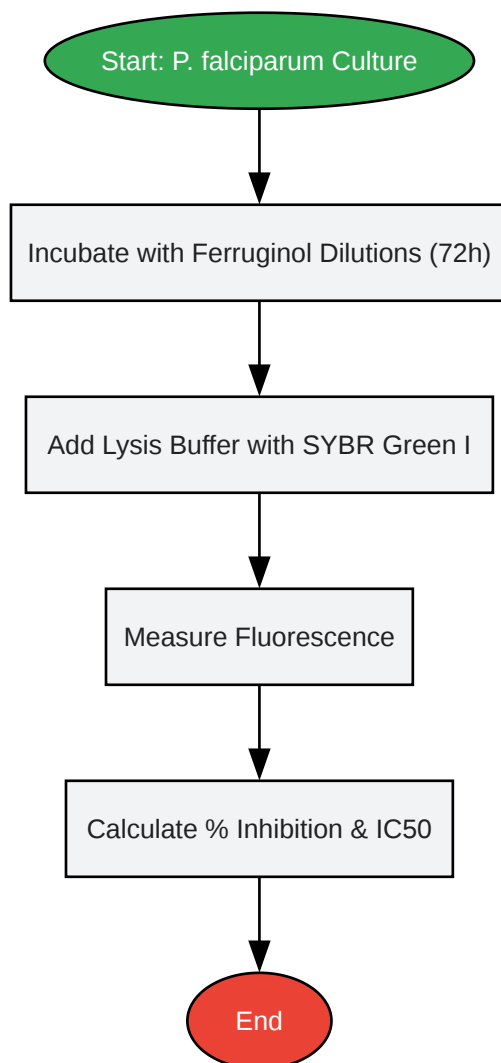 Start: P. falciparum Culture
Incubate with Ferruginol Dilutions (72h)
Add Lysis Buffer with SYBR Green I
Measure Fluorescence
Calculate % Inhibition & IC50
End